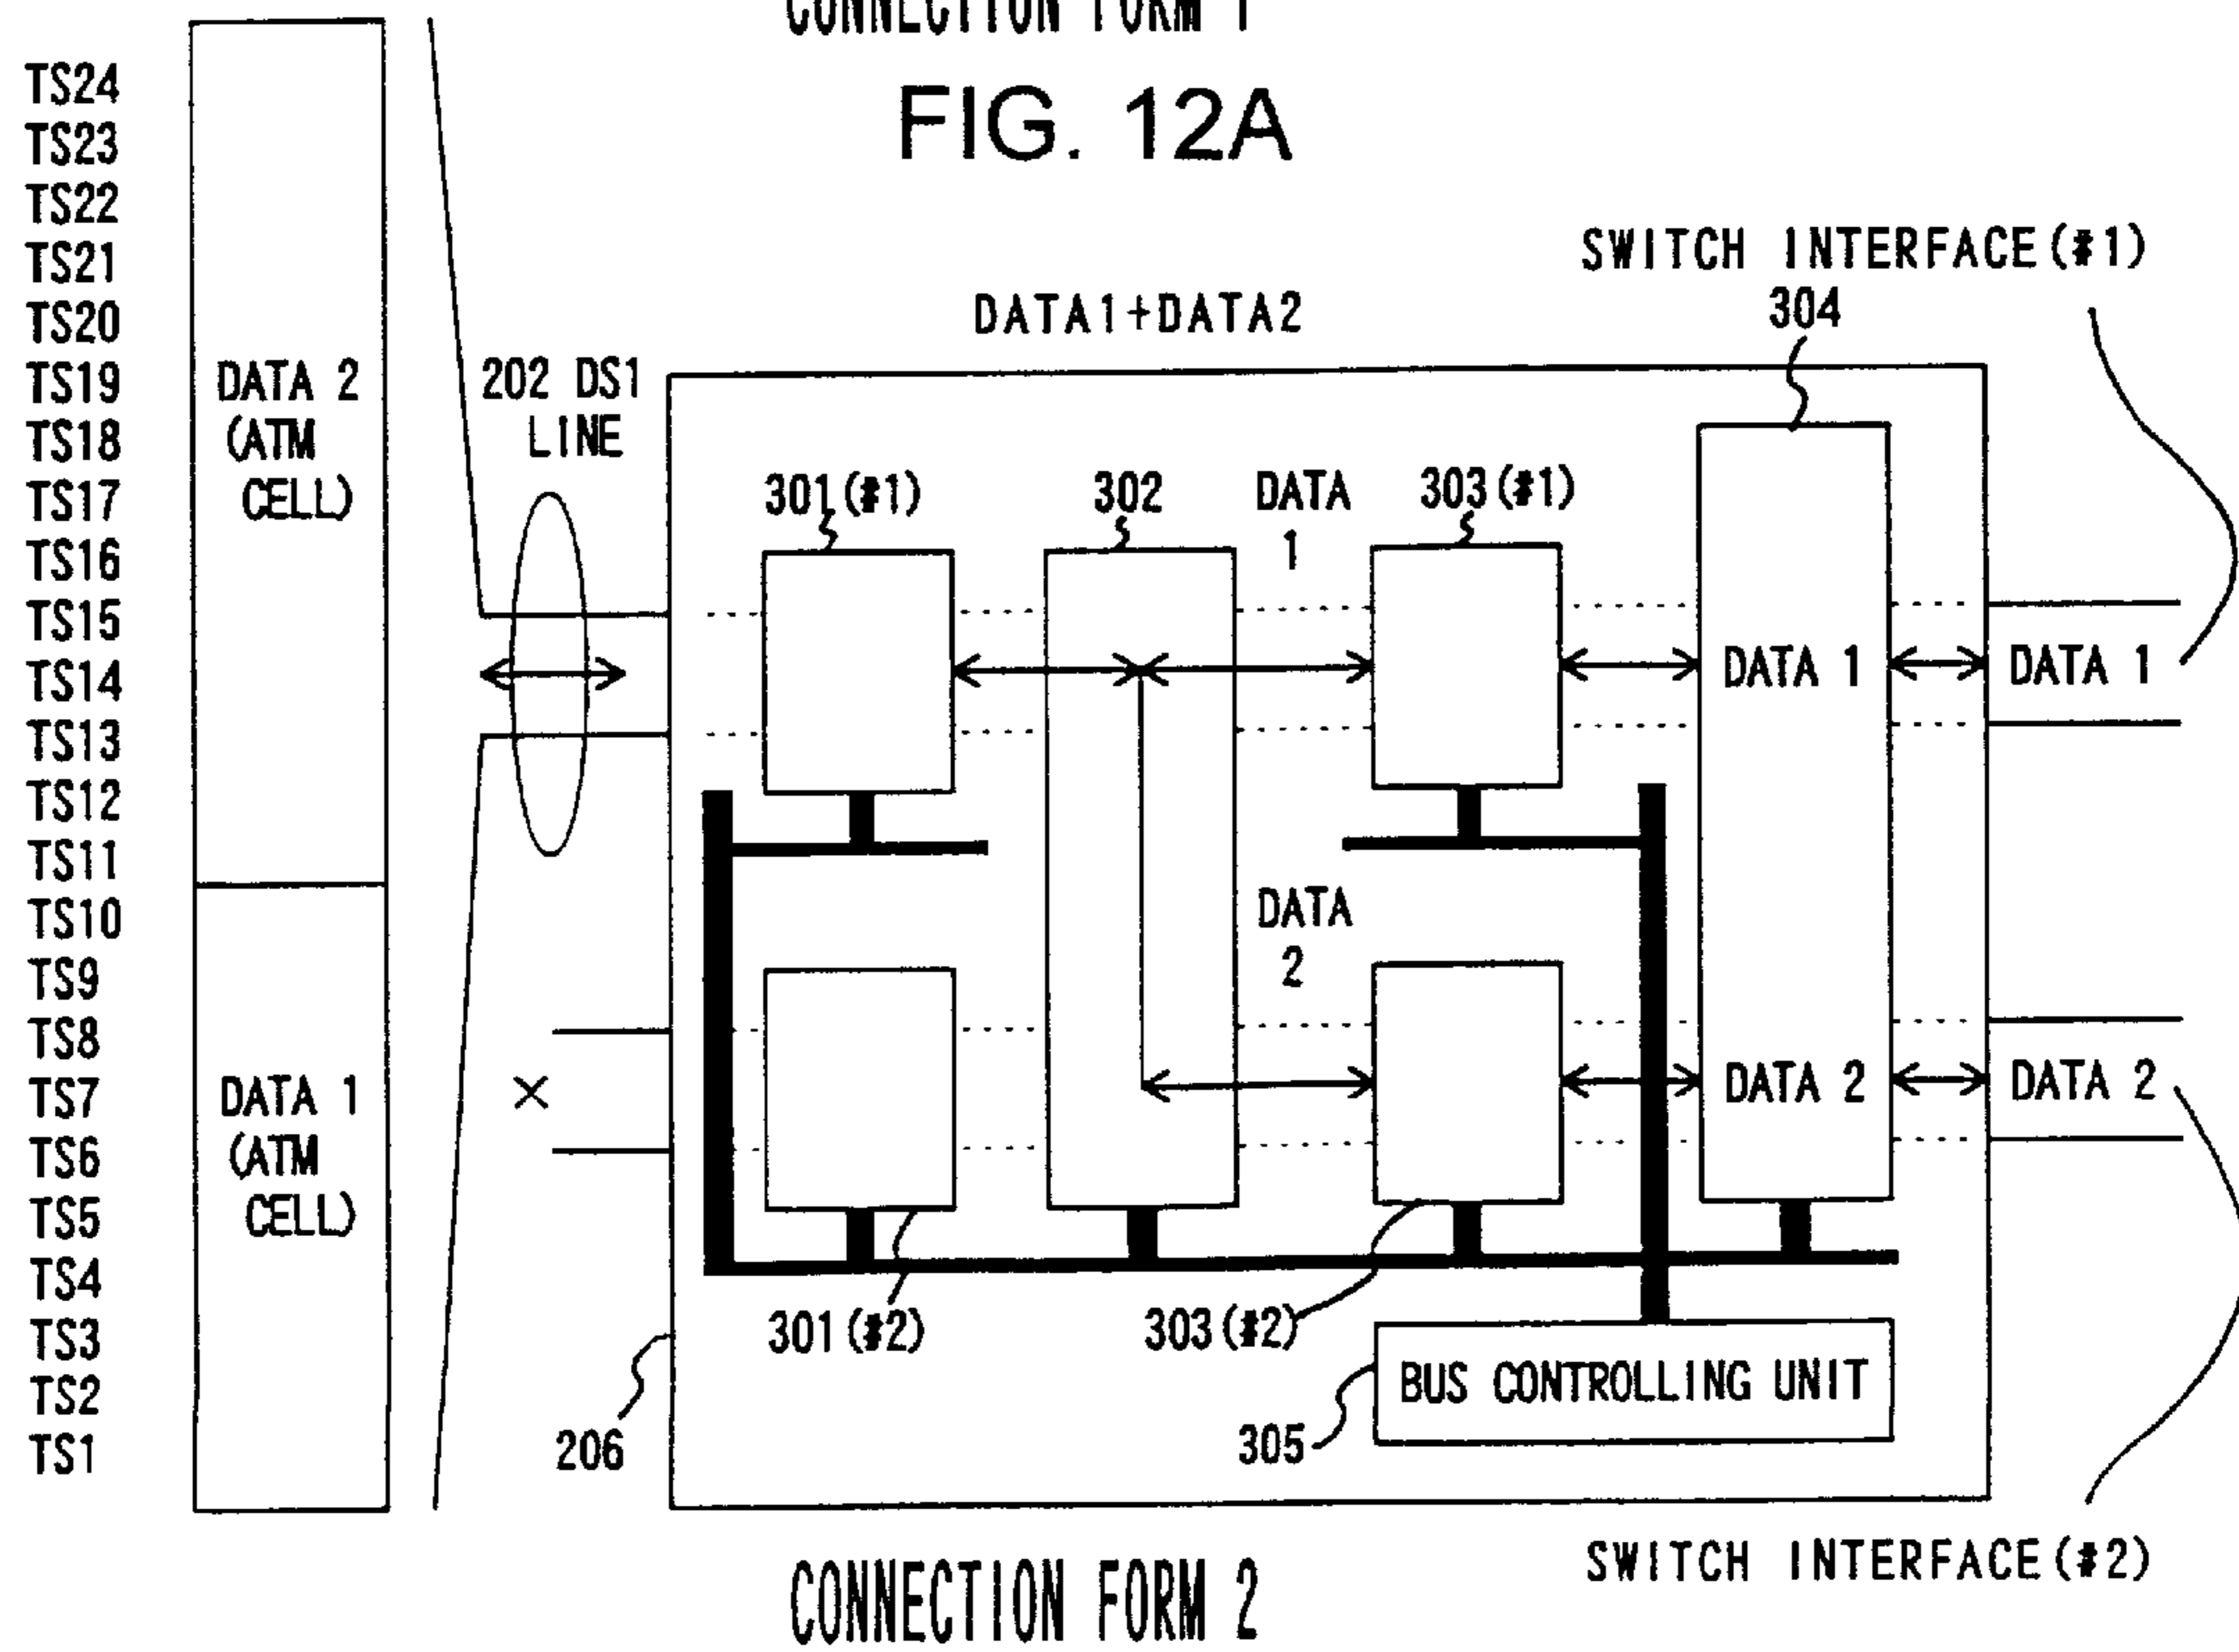 CONNECTION FORM 1
FIG. 12A
TS24
TS23
TS22
TS21
TS20
TS19
TS18
TS17
TS16
TS15
TS14
TS13
TS12
TS11
TS10
TS9
TS8
TS7
TS6
TS5
TS4
TS3
TS2
TS1
DATA 2
(ATM
CELL)
DATA 1
(ATM
CELL)
202 DS1
LINE
DATA1+DATA2
SWITCH INTERFACE(#1)
304
301(#1)
302
DATA
1
303(#1)
DATA 1
DATA 1
DATA
2
DATA 2
DATA 2
×
301(#2)
303(#2)
206
305
BUS CONTROLLING UNIT
SWITCH INTERFACE(#2)
CONNECTION FORM 2